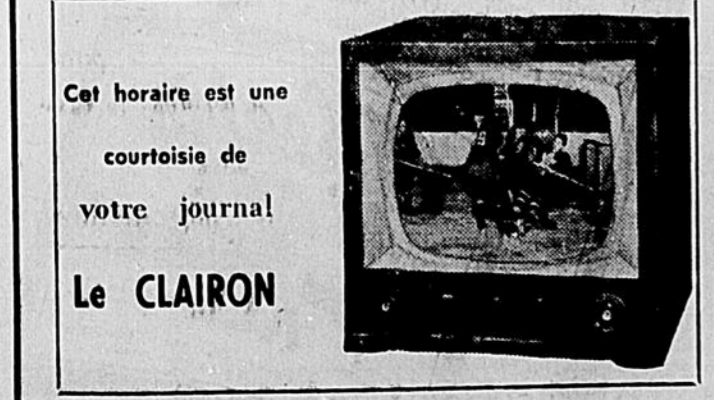 Cet horaire est une
courtoisie de
votre journal
Le CLAIRON